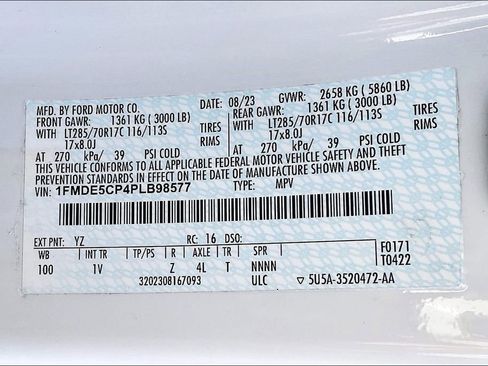 MFD. BY FORD MOTOR CO.
DATE: 08/23 GVWR: 2658 KG ( 5860 LB)
FRONT GAWR: 1361 KG ( 3000 LB) REAR GAWR: 1361 KG ( 3000 LB)
WITH LT285/70R17C 116/113S TIRES WITH LT285/70R17C 116/113S TIRES
17x8.0J RIMS 17x8.0J RIMS
AT 270 kPa/ 39 PSI COLD AT 270 kPa/ 39 PSI COLD
THIS VEHICLE CONFORMS TO ALL APPLICABLE FEDERAL MOTOR VEHICLE SAFETY AND THEFT PREVENTION
STANDARDS IN EFFECT ON THE DATE OF MANUFACTURE SHOWN ABOVE.
VIN: 1FMDE5CP4PLB98577 TYPE: MPV
EXT PNT: YZ RC: 16 DSO: F0171
WB INT TR TP/PS R AXLE TR SPR T0422
100 1V Z 4L T NNNN
3202308167093 ULC ▽ 5U5A-3520472-AA